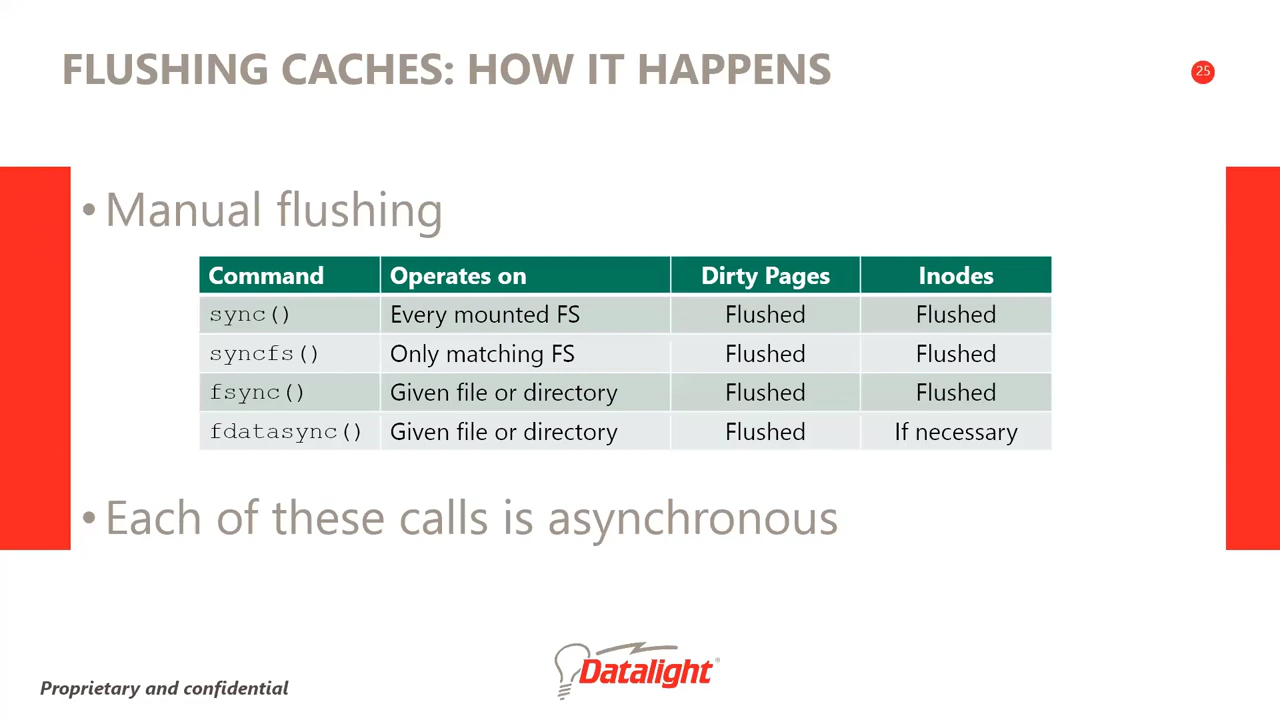 FLUSHING CACHES: HOW IT HAPPENS
25
• Manual flushing
Command Operates on Dirty Pages Inodes
sync() Every mounted FS Flushed Flushed
syncfs() Only matching FS Flushed Flushed
fsync() Given file or directory Flushed Flushed
fdatasync() Given file or directory Flushed If necessary
• Each of these calls is asynchronous
Datalight®
Proprietary and confidential